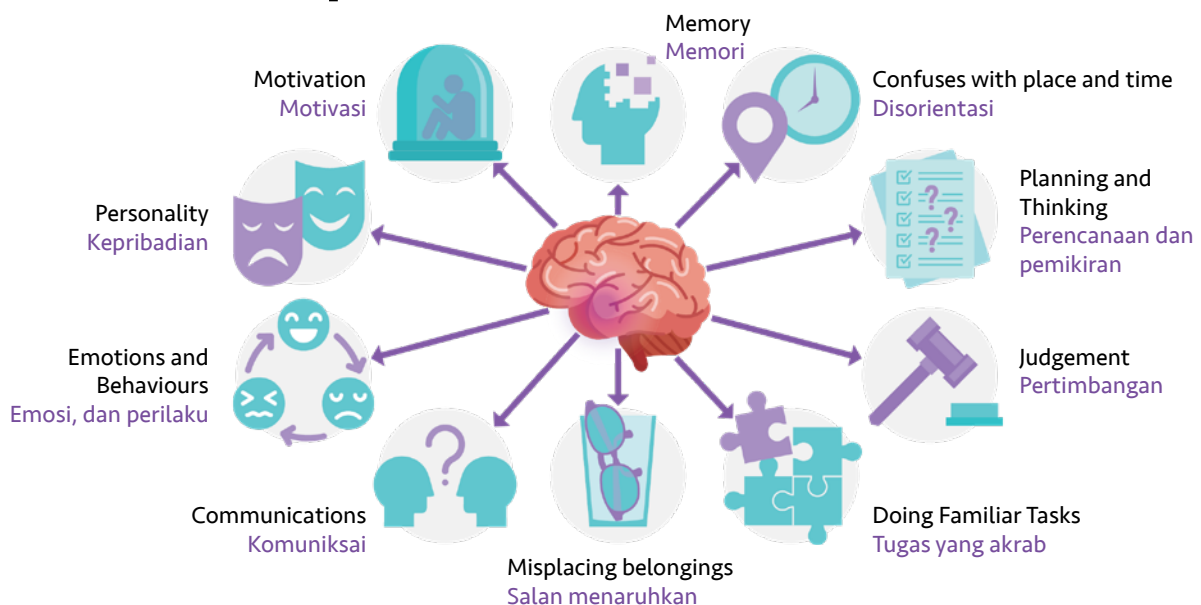 Memory
Memori
Confuses with place and time
Disorientasi
Planning and
Thinking
Perencanaan dan
pemikiran
Judgement
Pertimbangan
Doing Familiar Tasks
Tugas yang akrab
Misplacing belongings
Salan menaruhkan
Communications
Komuniksai
Emotions and
Behaviours
Emosi, dan perilaku
Personality
Kepribadian
Motivation
Motivasi